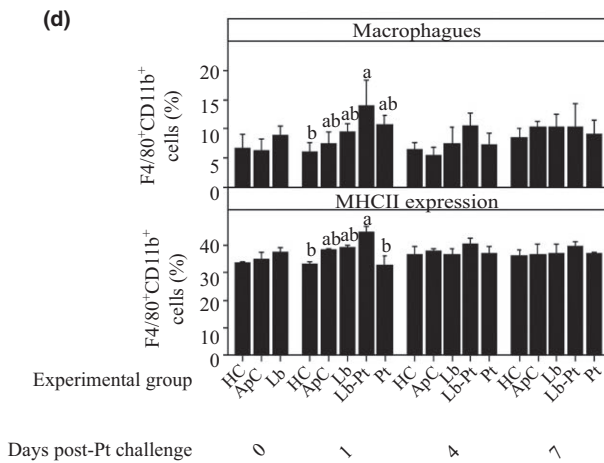 (d)
Macrophagues
F4/80⁺CD11b⁺
cells (%)
20
15
10
5
0
b ab ab a ab
MHCII expression
F4/80⁺CD11b⁺
cells (%)
40
30
20
10
0
b ab ab a b
Experimental group HC ApC Lb HC ApC Lb Lb-Pt Pt HC ApC Lb Lb-Pt Pt HC ApC Lb Lb-Pt Pt
Days post-Pt challenge 0 1 4 7